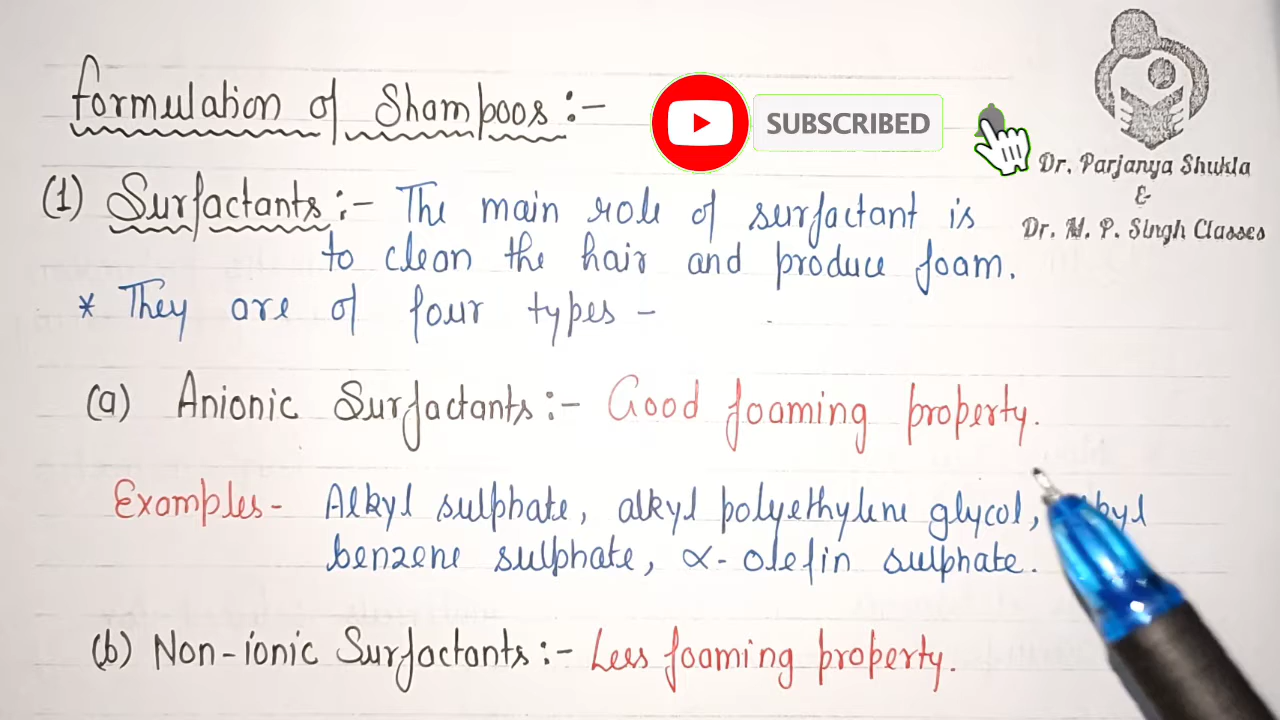 Formulation of Shampoos:-
SUBSCRIBED
Dr. Parjanya Shukla
&
Dr. M. P. Singh Classes
(1) Surfactants:- The main role of surfactant is
to clean the hair and produce foam.
* They are of four types -
(a) Anionic Surfactants:- Good foaming property.
Examples- Alkyl sulphate, alkyl polyethylene glycol,
benzene sulphate, α-olefin sulphate.
(b) Non-ionic Surfactants:- Less foaming property.